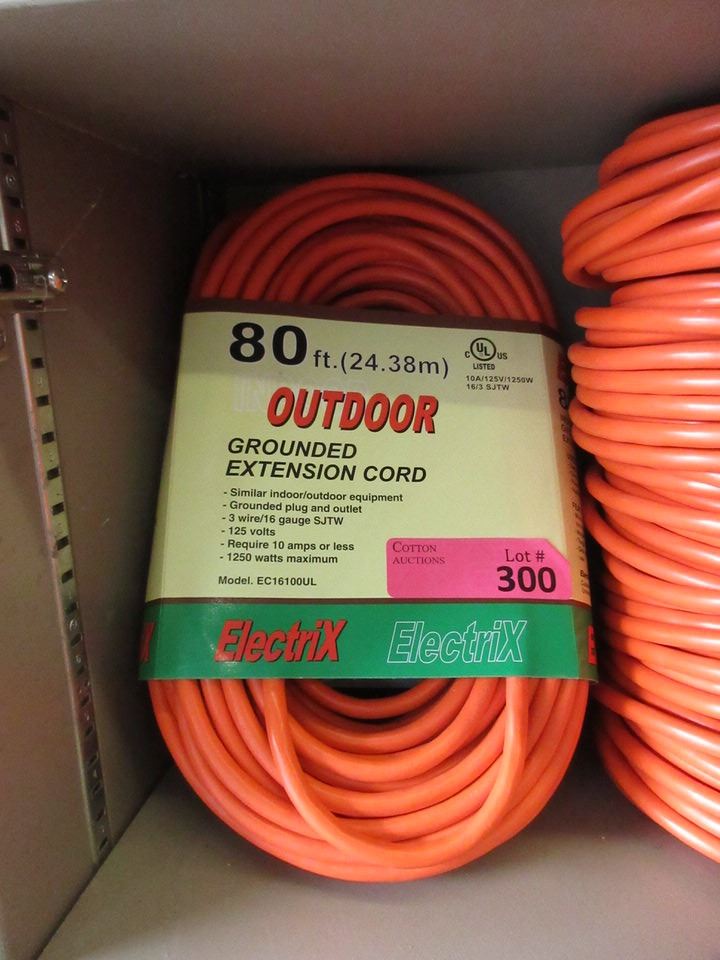 80 ft.(24.38m)
C UL US
LISTED
10A/125V/1250W
16/3 SJTW
OUTDOOR
GROUNDED
EXTENSION CORD
- Similar indoor/outdoor equipment
- Grounded plug and outlet
- 3 wire/16 gauge SJTW
- 125 volts
- Require 10 amps or less
- 1250 watts maximum
Model. EC16100UL
COTTON
AUCTIONS
Lot #
300
ElectriX ElectriX